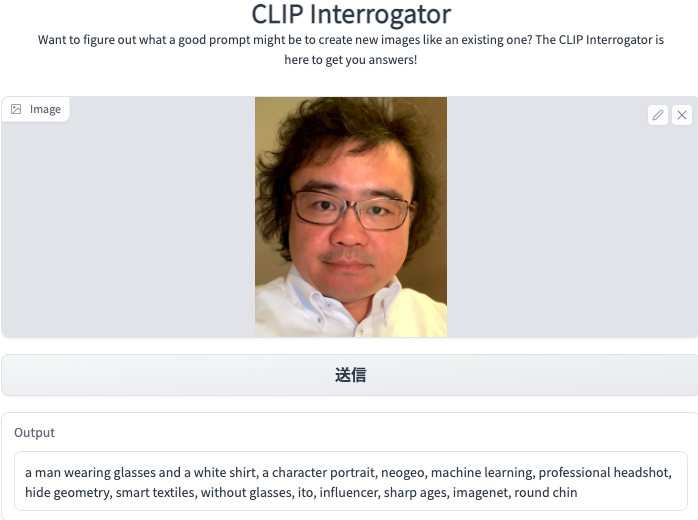 CLIP Interrogator
Want to figure out what a good prompt might be to create new images like an existing one? The CLIP Interrogator is
here to get you answers!
Image
送信
Output
a man wearing glasses and a white shirt, a character portrait, neogeo, machine learning, professional headshot,
hide geometry, smart textiles, without glasses, ito, influencer, sharp ages, imagenet, round chin